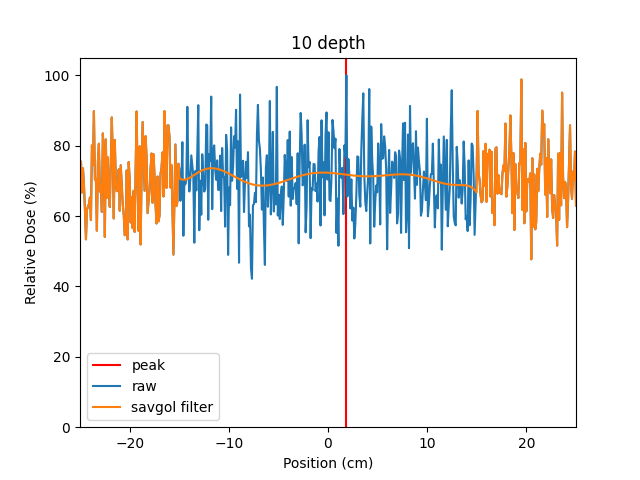 10 depth
100
80
60
40
20
0
Relative Dose (%)
peak
raw
savgol filter
−20
−10
0
10
20
Position (cm)